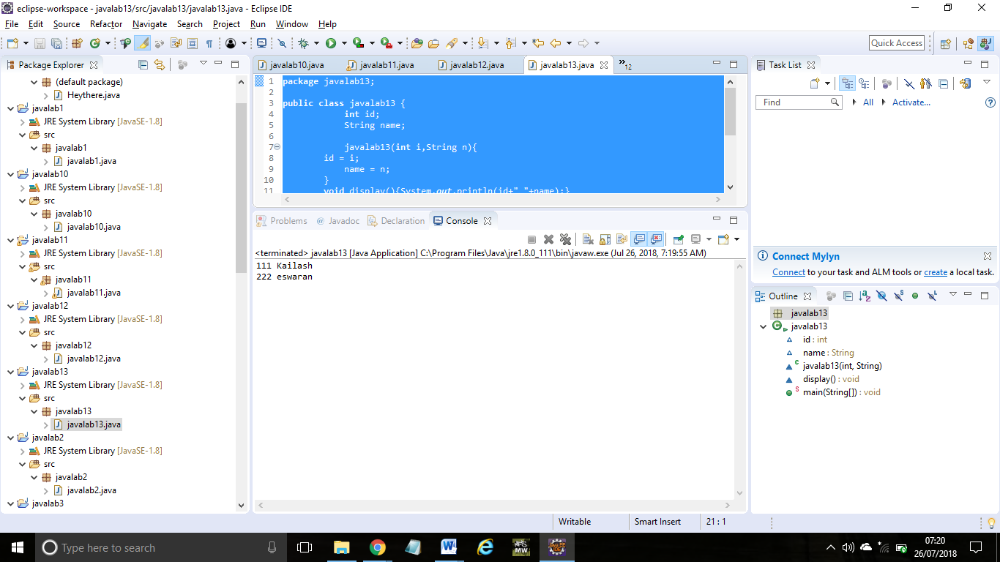 eclipse-workspace - javalab13/src/javalab13/javalab13.java - Eclipse IDE
File Edit Source Refactor Navigate Search Project Run Window Help
Quick Access
Package Explorer
(default package)
Heythere.java
javalab1
JRE System Library [JavaSE-1.8]
src
javalab1
javalab1.java
javalab10
JRE System Library [JavaSE-1.8]
src
javalab10
javalab10.java
javalab11
JRE System Library [JavaSE-1.8]
src
javalab11
javalab11.java
javalab12
JRE System Library [JavaSE-1.8]
src
javalab12
javalab12.java
javalab13
JRE System Library [JavaSE-1.8]
src
javalab13
javalab13.java
javalab2
JRE System Library [JavaSE-1.8]
src
javalab2
javalab2.java
javalab3
javalab10.java javalab11.java javalab12.java javalab13.java »12
1 package javalab13;
2
3 public class javalab13 {
4 int id;
5 String name;
6
7 javalab13(int i,String n){
8 id = i;
9 name = n;
10 }
11 void display(){System.out.println(id+" "+name);}
Problems @ Javadoc Declaration Console
<terminated> javalab13 [Java Application] C:\Program Files\Java\jre1.8.0_111\bin\javaw.exe (Jul 26, 2018, 7:19:55 AM)
111 Kailash
222 eswaran
Task List
Find All Activate...
Connect Mylyn
Connect to your task and ALM tools or create a local task.
Outline
javalab13
javalab13
id : int
name : String
javalab13(int, String)
display() : void
main(String[]) : void
Writable Smart Insert 21 : 1
Type here to search
NFS MW
Java EE IDE
07:20
26/07/2018